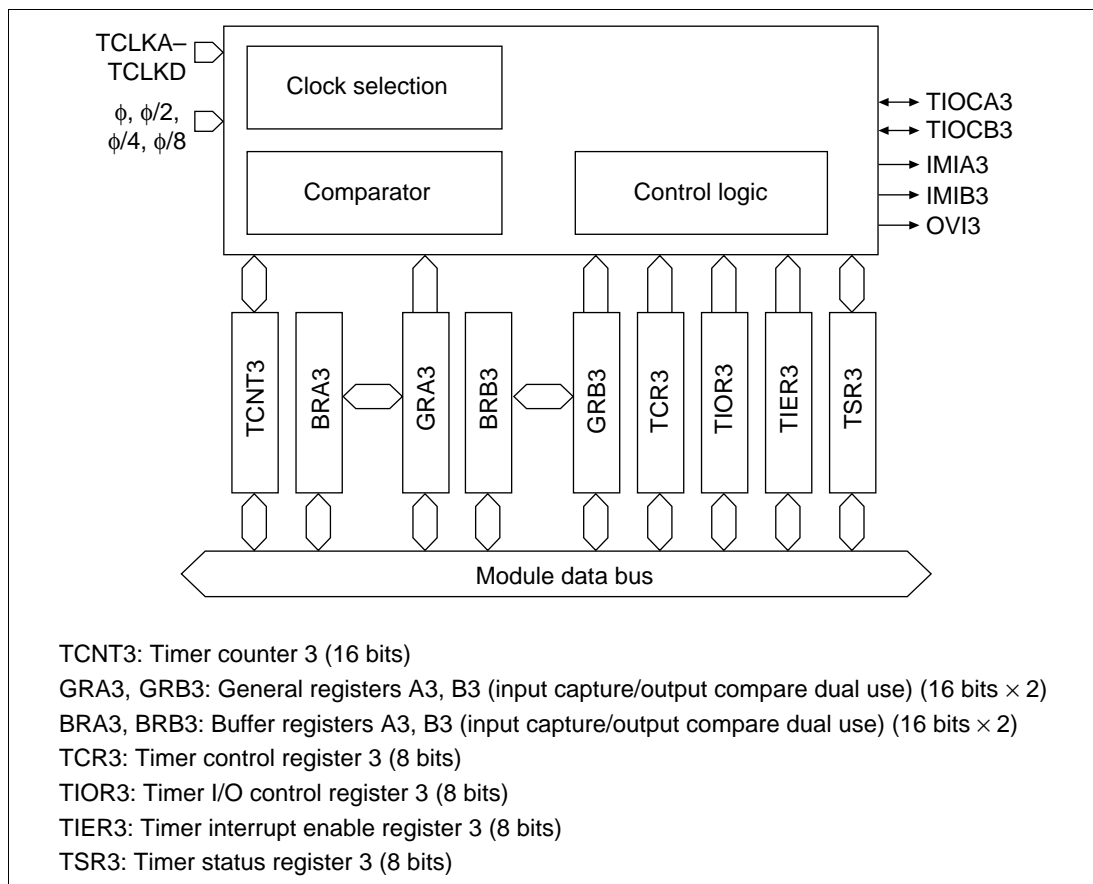 TCLKA–
TCLKD
ϕ, ϕ/2,
ϕ/4, ϕ/8
Clock selection
Comparator
Control logic
TIOCA3
TIOCB3
IMIA3
IMIB3
OVI3
TCNT3
BRA3
GRA3
BRB3
GRB3
TCR3
TIOR3
TIER3
TSR3
Module data bus
TCNT3: Timer counter 3 (16 bits)
GRA3, GRB3: General registers A3, B3 (input capture/output compare dual use) (16 bits × 2)
BRA3, BRB3: Buffer registers A3, B3 (input capture/output compare dual use) (16 bits × 2)
TCR3: Timer control register 3 (8 bits)
TIOR3: Timer I/O control register 3 (8 bits)
TIER3: Timer interrupt enable register 3 (8 bits)
TSR3: Timer status register 3 (8 bits)